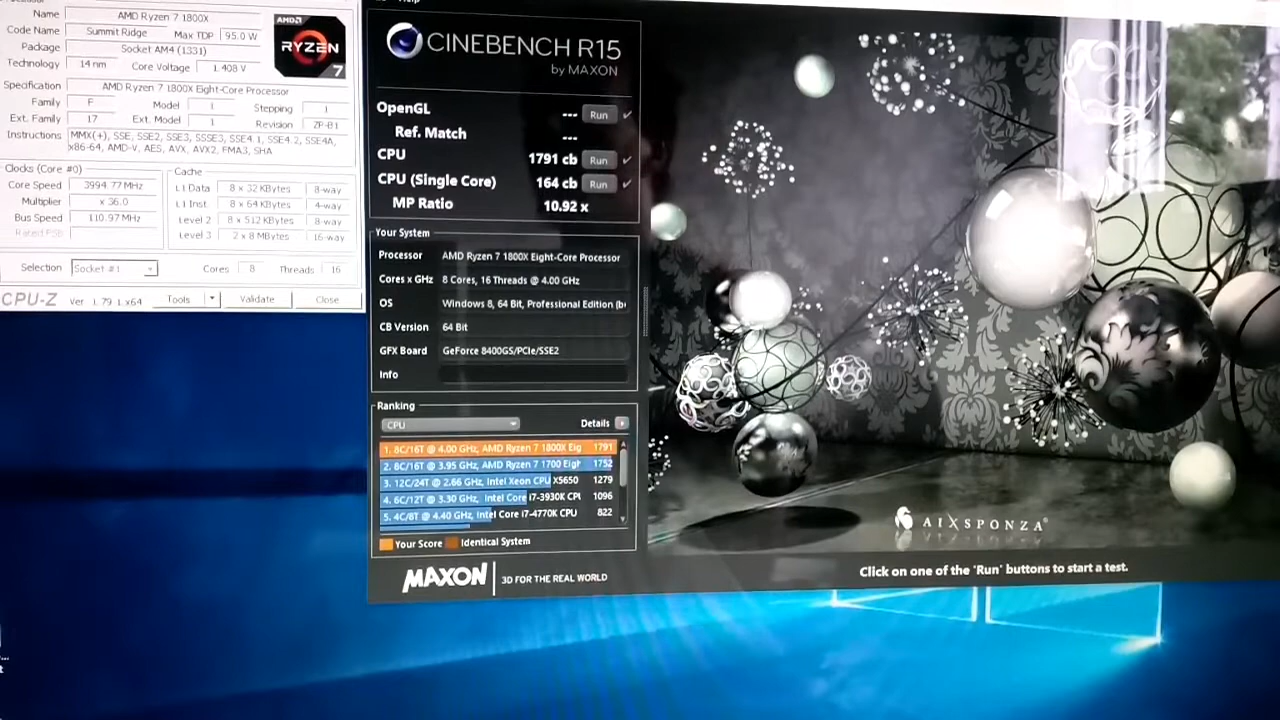 Name AMD Ryzen 7 1800X
Code Name Summit Ridge Max TDP 95.0 W
Package Socket AM4 (1331)
Technology 14 nm Core Voltage 1.408 V
Specification AMD Ryzen 7 1800X Eight-Core Processor
Family F Model 1 Stepping 1
Ext. Family 17 Ext. Model 1 Revision ZP-B1
Instructions MMX(+), SSE, SSE2, SSE3, SSSE3, SSE4.1, SSE4.2, SSE4A,
x86-64, AMD-V, AES, AVX, AVX2, FMA3, SHA
AMD
RYZEN
7
Clocks (Core #0)
Core Speed 3994.77 MHz
Multiplier x 36.0
Bus Speed 110.97 MHz
Rated FSB
Cache
L1 Data 8 x 32 KBytes 8-way
L1 Inst. 8 x 64 KBytes 4-way
Level 2 8 x 512 KBytes 8-way
Level 3 2 x 8 MBytes 16-way
Selection Socket #1 Cores 8 Threads 16
CPU-Z Ver. 1.79.1.x64 Tools Validate Close
Help
CINEBENCH R15
by MAXON
OpenGL --- Run
Ref. Match ---
CPU 1791 cb Run
CPU (Single Core) 164 cb Run
MP Ratio 10.92 x
Your System
Processor AMD Ryzen 7 1800X Eight-Core Processor
Cores x GHz 8 Cores, 16 Threads @ 4.00 GHz
OS Windows 8, 64 Bit, Professional Edition (b
CB Version 64 Bit
GFX Board GeForce 8400GS/PCIe/SSE2
Info
Ranking
CPU Details
1. 8C/16T @ 4.00 GHz, AMD Ryzen 7 1800X Eig 1791
2. 8C/16T @ 3.95 GHz, AMD Ryzen 7 1700 Eigh 1752
3. 12C/24T @ 2.66 GHz, Intel Xeon CPU X5650 1279
4. 6C/12T @ 3.30 GHz, Intel Core i7-3930K CPU 1096
5. 4C/8T @ 4.40 GHz, Intel Core i7-4770K CPU 822
Your Score Identical System
MAXON 3D FOR THE REAL WORLD
AIXSPONZA®
Click on one of the 'Run' buttons to start a test.